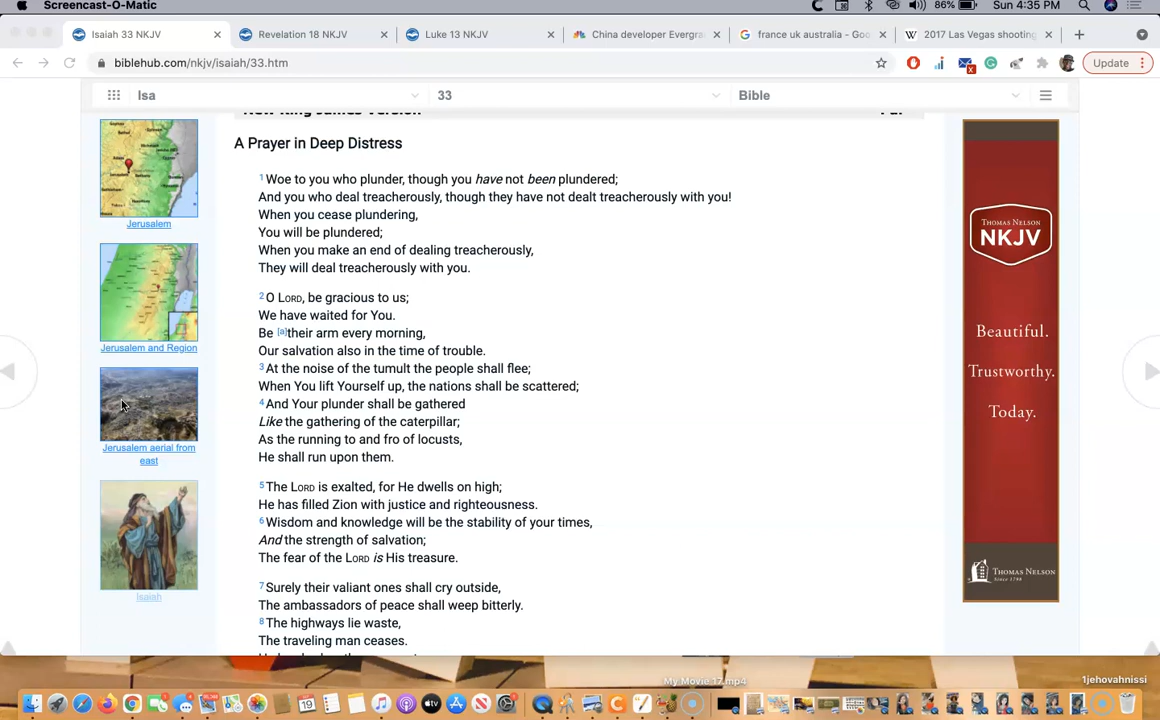 Screencast-O-Matic
86%
Sun 4:35 PM
Isaiah 33 NKJV
Revelation 18 NKJV
Luke 13 NKJV
China developer Evergra
france uk australia - Goo
2017 Las Vegas shooting
biblehub.com/nkjv/isaiah/33.htm
Update
Isa
33
Bible
New King James Version
Par
A Prayer in Deep Distress
1 Woe to you who plunder, though you have not been plundered;
And you who deal treacherously, though they have not dealt treacherously with you!
When you cease plundering,
You will be plundered;
When you make an end of dealing treacherously,
They will deal treacherously with you.
2 O LORD, be gracious to us;
We have waited for You.
Be [a]their arm every morning,
Our salvation also in the time of trouble.
3 At the noise of the tumult the people shall flee;
When You lift Yourself up, the nations shall be scattered;
4 And Your plunder shall be gathered
Like the gathering of the caterpillar;
As the running to and fro of locusts,
He shall run upon them.
5 The LORD is exalted, for He dwells on high;
He has filled Zion with justice and righteousness.
6 Wisdom and knowledge will be the stability of your times,
And the strength of salvation;
The fear of the LORD is His treasure.
7 Surely their valiant ones shall cry outside,
The ambassadors of peace shall weep bitterly.
8 The highways lie waste,
The traveling man ceases.
Jerusalem
Jerusalem and Region
Jerusalem aerial from
east
Isaiah
THOMAS NELSON
NKJV
Beautiful.
Trustworthy.
Today.
THOMAS NELSON
Since 1798
My Movie 17.mp4
1jehovahnissi
19